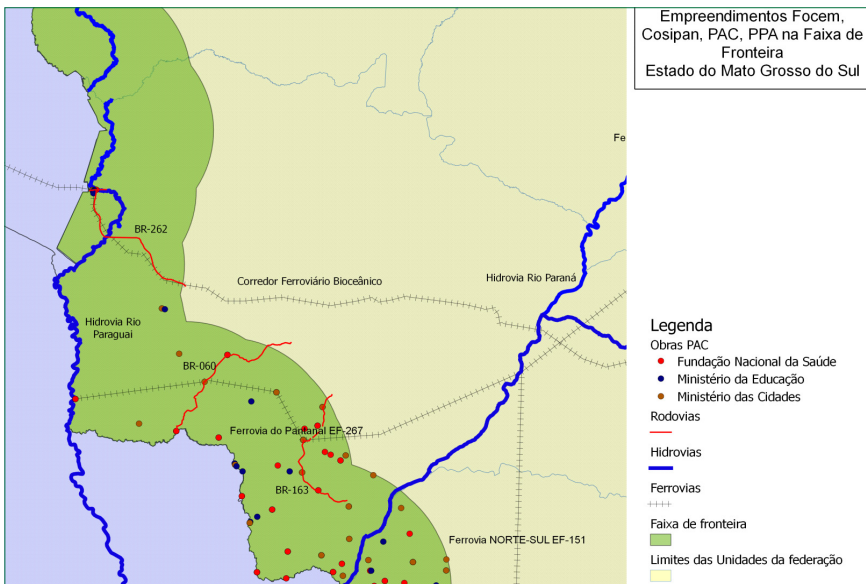 Empreendimentos Focem,
Cosipan, PAC, PPA na Faixa de
Fronteira
Estado do Mato Grosso do Sul
Fe
BR-262
Corredor Ferroviário Bioceânico
Hidrovia Rio Paraná
Hidrovia Rio
Paraguai
BR-060
Ferrovia do Pantanal EF-267
BR-163
Ferrovia NORTE-SUL EF-151
Legenda
Obras PAC
Fundação Nacional da Saúde
Ministério da Educação
Ministério das Cidades
Rodovias
Hidrovias
Ferrovias
Faixa de fronteira
Limites das Unidades da federação